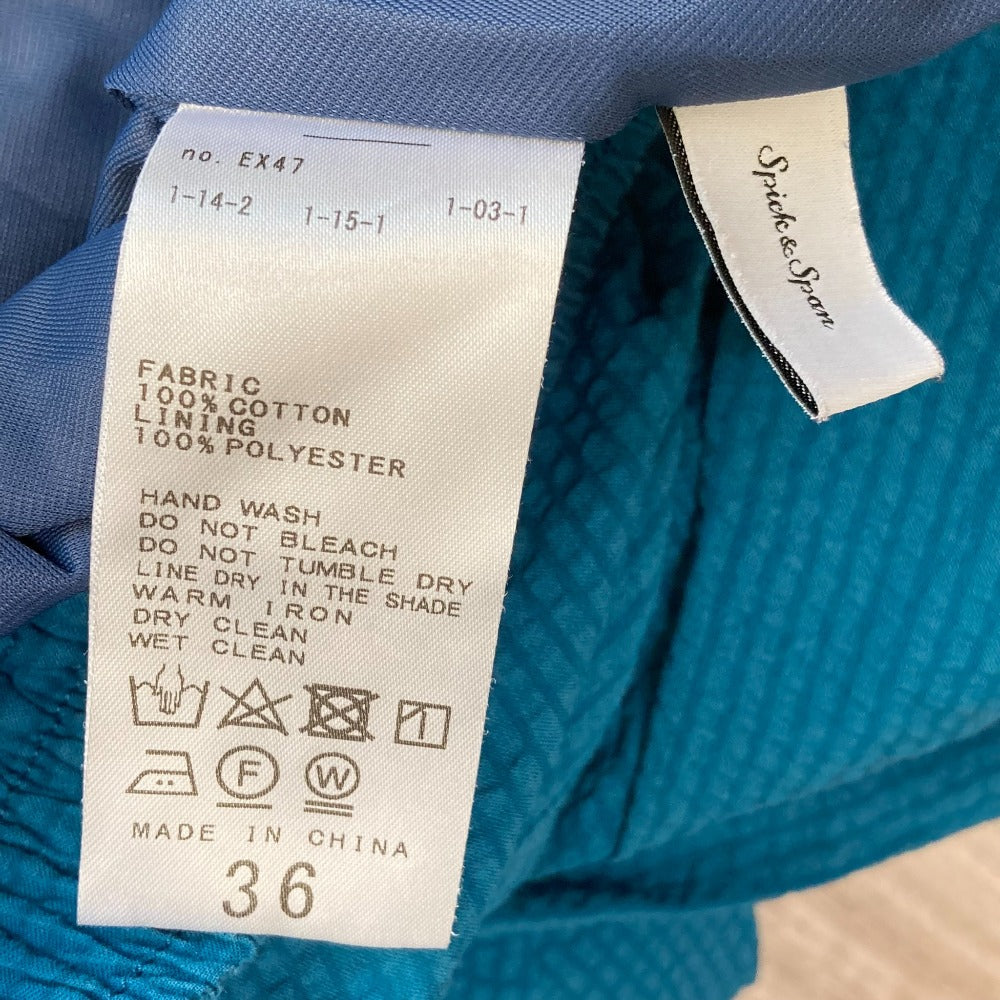 no. EX47
1-14-2 1-15-1 1-03-1
FABRIC
100% COTTON
LINING
100% POLYESTER
HAND WASH
DO NOT BLEACH
DO NOT TUMBLE DRY
LINE DRY IN THE SHADE
WARM IRON
DRY CLEAN
WET CLEAN
F W
MADE IN CHINA
36
Spick & Span